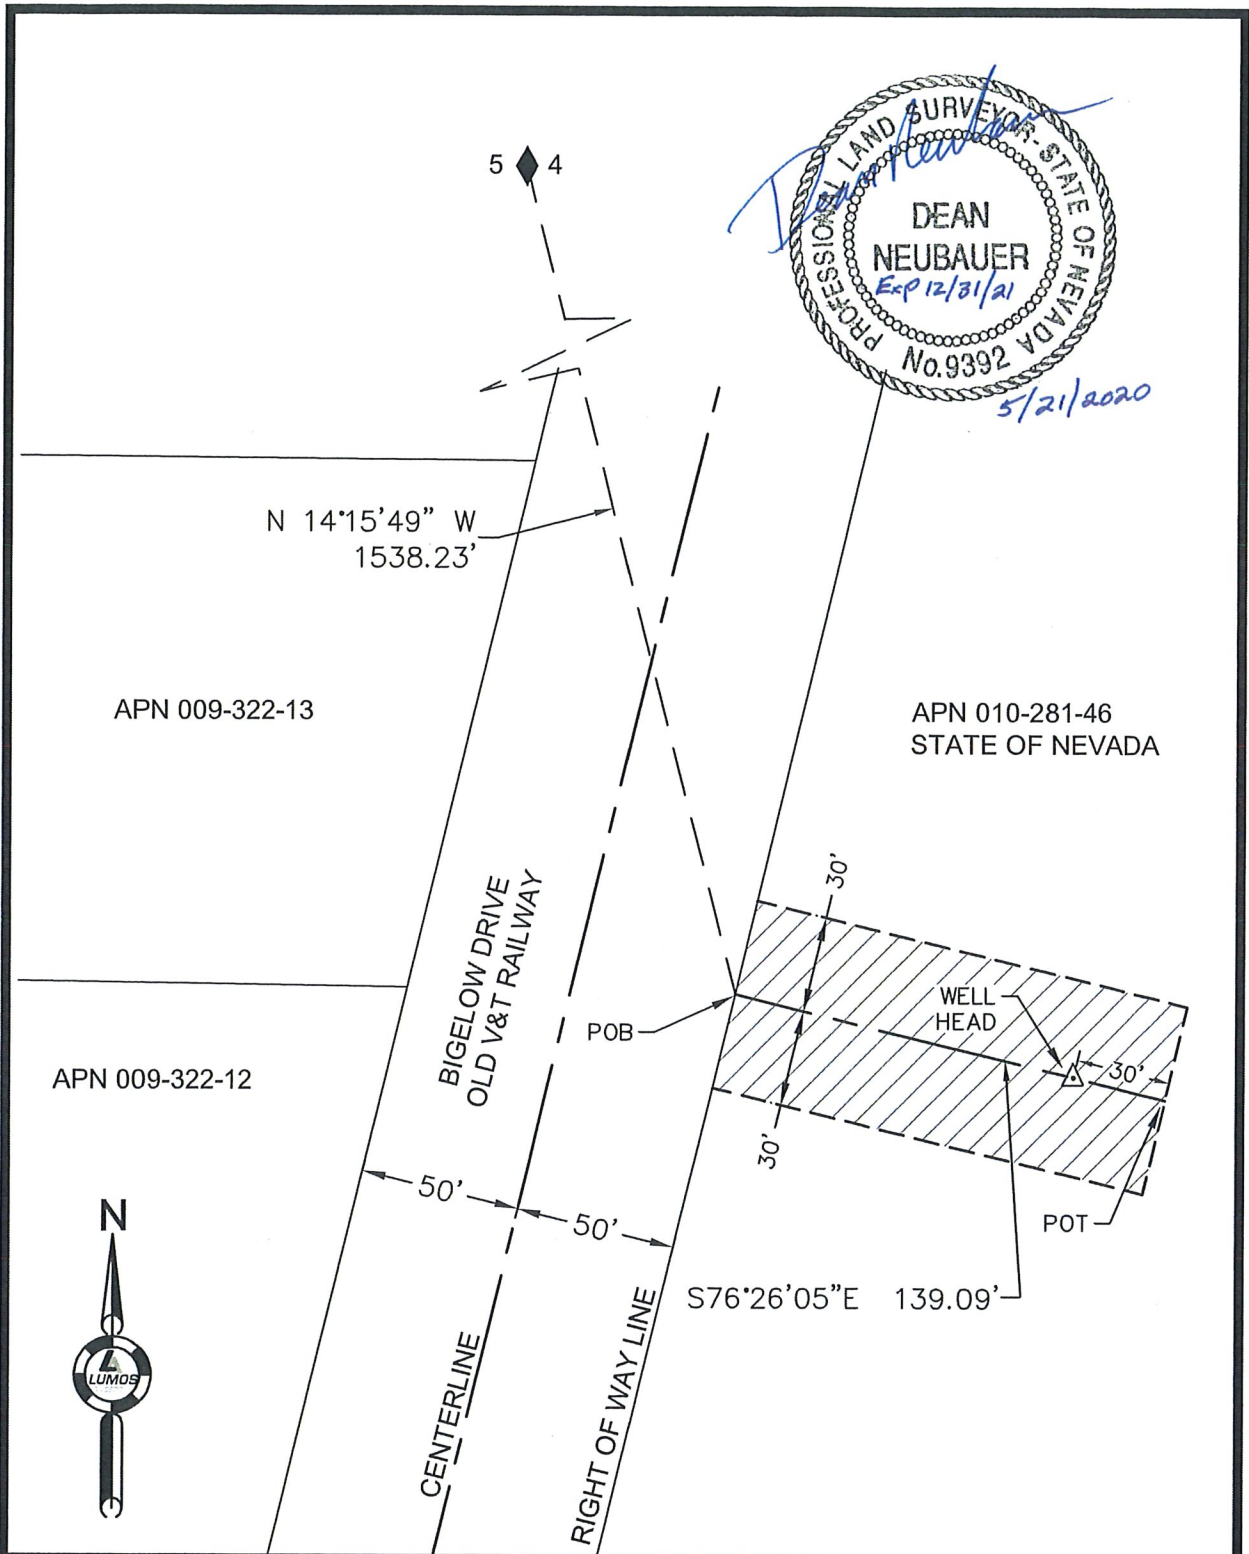 PROFESSIONAL LAND SURVEYOR-STATE OF NEVADA
Dean Neubauer
DEAN
NEUBAUER
Exp 12/31/21
No.9392
5/21/2020
5 4
N 14°15'49" W
1538.23'
APN 009-322-13
APN 010-281-46
STATE OF NEVADA
30'
BIGELOW DRIVE
OLD V&T RAILWAY
POB
WELL
HEAD
30'
APN 009-322-12
30'
50'
50'
POT
N
S76°26'05"E 139.09'
LUMOS
CENTERLINE
RIGHT OF WAY LINE